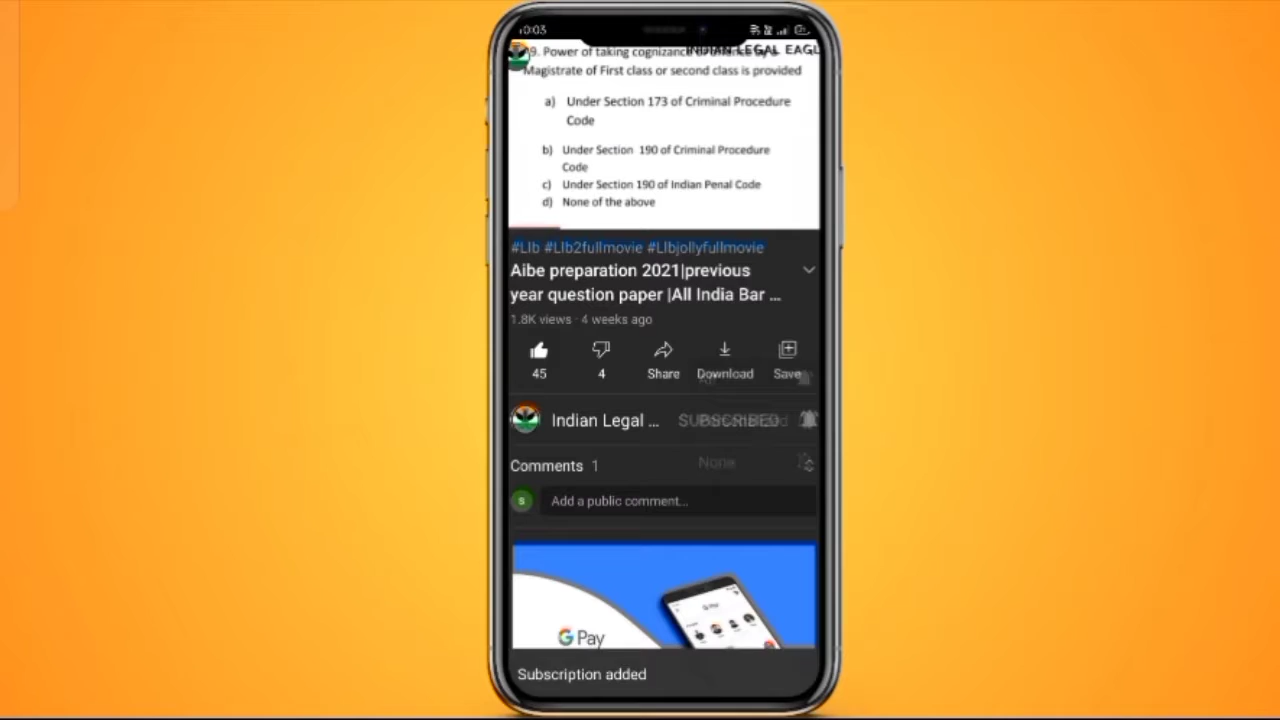 10:03
INDIAN LEGAL EAGL
9. Power of taking cognizance
Magistrate of First class or second class is provided
a) Under Section 173 of Criminal Procedure
Code
b) Under Section 190 of Criminal Procedure
Code
c) Under Section 190 of Indian Penal Code
d) None of the above
#Llb #Llb2fullmovie #Llbjollyfullmovie
Aibe preparation 2021|previous
year question paper |All India Bar ...
1.8K views · 4 weeks ago
45 4 Share Download Save
All
Indian Legal ... SUBSCRIBED
None
Comments 1
S Add a public comment...
G Pay
G Pay
Subscription added